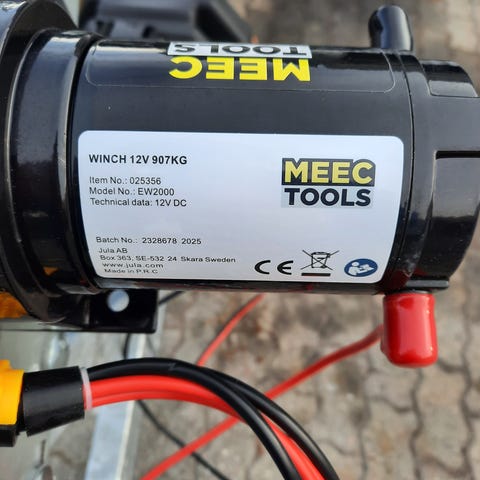 MEEC
TOOLS
WINCH 12V 907KG
Item No.: 025356
Model No.: EW2000
Technical data: 12V DC
MEEC
TOOLS
Batch No.: 2328678 2025
Jula AB
Box 363, SE-532 24 Skara Sweden
www.jula.com
Made in P.R.C
CE